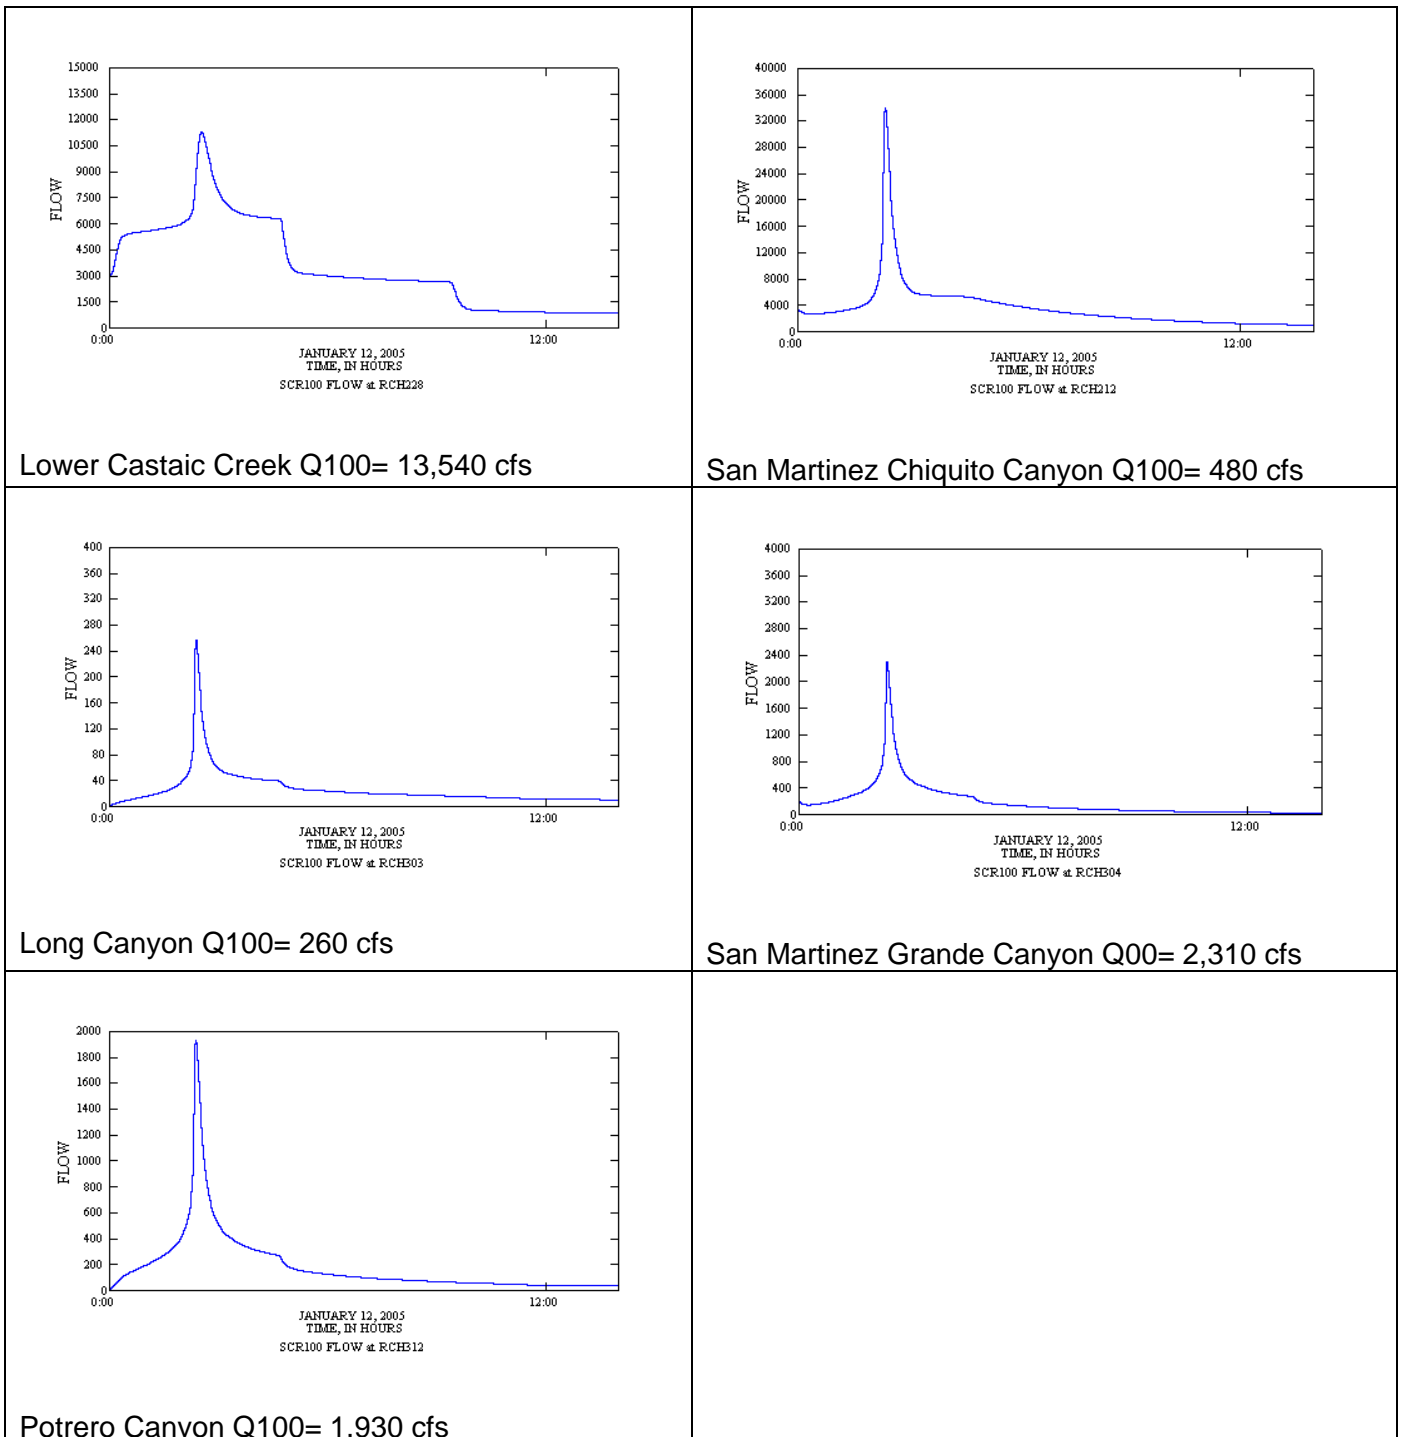 15000
13500
12000
10500
9000
7500
6000
4500
3000
1500
0
FLOW
0:00 12:00
JANUARY 12, 2005
TIME, IN HOURS
SCR100 FLOW at RCH228
Lower Castaic Creek Q100= 13,540 cfs
40000
36000
32000
28000
24000
20000
16000
12000
8000
4000
0
FLOW
0:00 12:00
JANUARY 12, 2005
TIME, IN HOURS
SCR100 FLOW at RCH212
San Martinez Chiquito Canyon Q100= 480 cfs
400
360
320
280
240
200
160
120
80
40
0
FLOW
0:00 12:00
JANUARY 12, 2005
TIME, IN HOURS
SCR100 FLOW at RCH303
Long Canyon Q100= 260 cfs
4000
3600
3200
2800
2400
2000
1600
1200
800
400
0
FLOW
0:00 12:00
JANUARY 12, 2005
TIME, IN HOURS
SCR100 FLOW at RCH304
San Martinez Grande Canyon Q00= 2,310 cfs
2000
1800
1600
1400
1200
1000
800
600
400
200
0
FLOW
0:00 12:00
JANUARY 12, 2005
TIME, IN HOURS
SCR100 FLOW at RCH312
Potrero Canyon Q100= 1,930 cfs